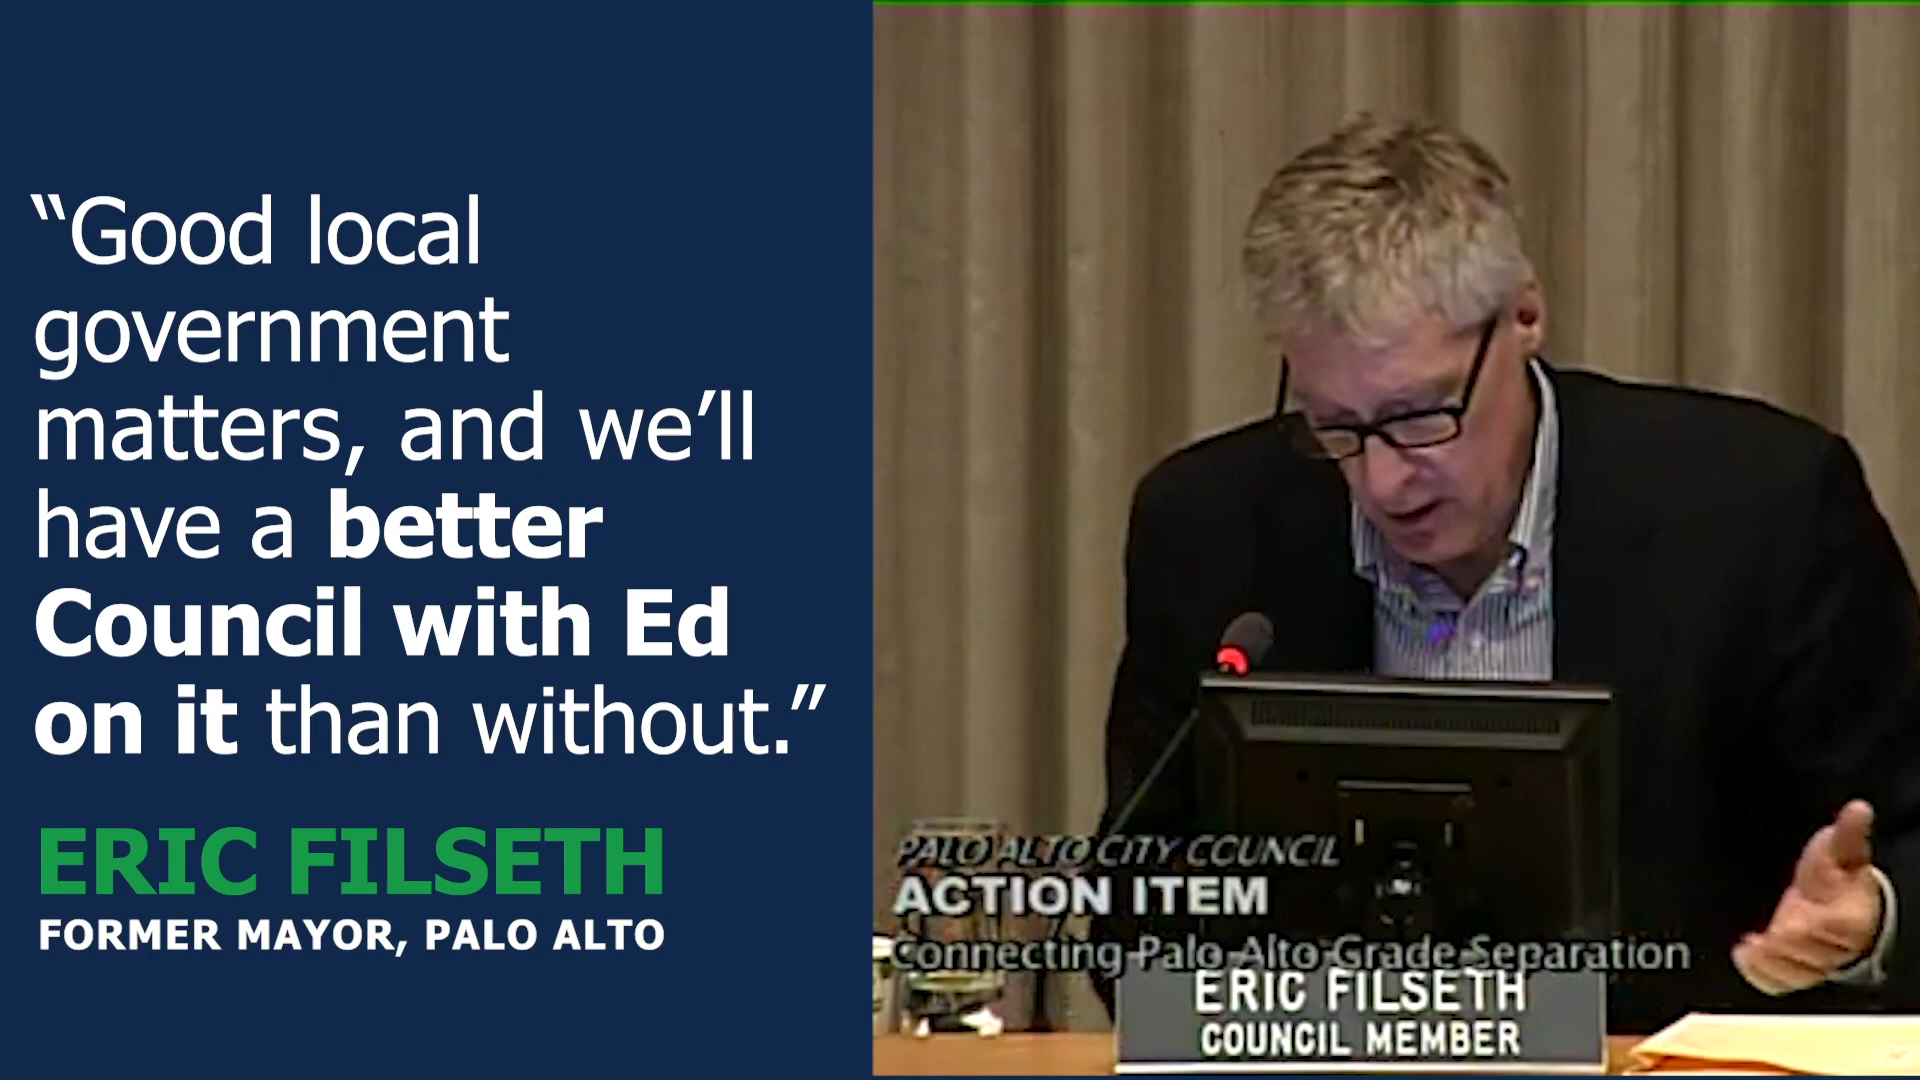 “Good local
government
matters, and we’ll
have a better
Council with Ed
on it than without.”
ERIC FILSETH
FORMER MAYOR, PALO ALTO
PALO ALTO CITY COUNCIL
ACTION ITEM
Connecting Palo Alto Grade Separation
ERIC FILSETH
COUNCIL MEMBER